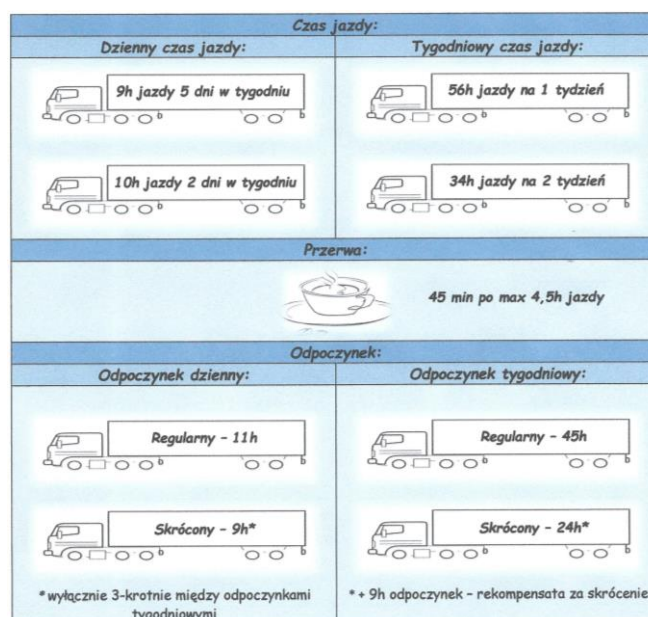 Czas jazdy:
Dzienny czas jazdy:
Tygodniowy czas jazdy:
9h jazdy 5 dni w tygodniu
56h jazdy na 1 tydzień
10h jazdy 2 dni w tygodniu
34h jazdy na 2 tydzień
Przerwa:
45 min po max 4,5h jazdy
Odpoczynek:
Odpoczynek dzienny:
Odpoczynek tygodniowy:
Regularny - 11h
Regularny - 45h
Skrócony - 9h*
Skrócony - 24h*
* wyłącznie 3-krotnie między odpoczynkami
tygodniowymi
* + 9h odpoczynek - rekompensata za skrócenie